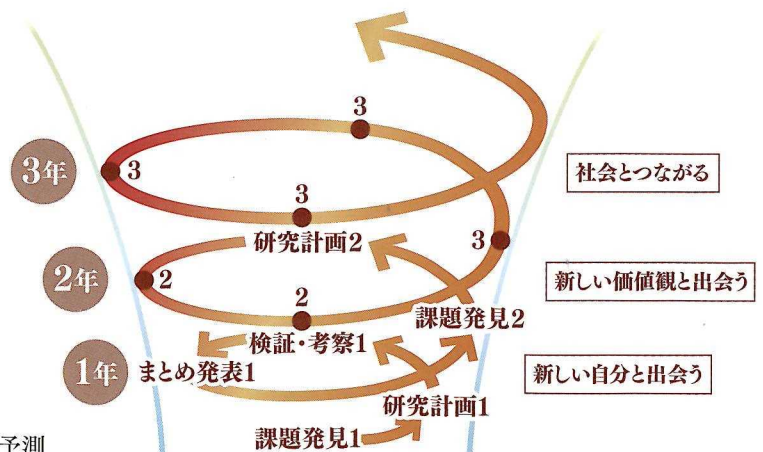 3
3年
3
社会とつながる
3
研究計画2
3
2年
2
新しい価値観と出会う
2
課題発見2
検証・考察1
1年
まとめ発表1
新しい自分と出会う
研究計画1
課題発見1
予測